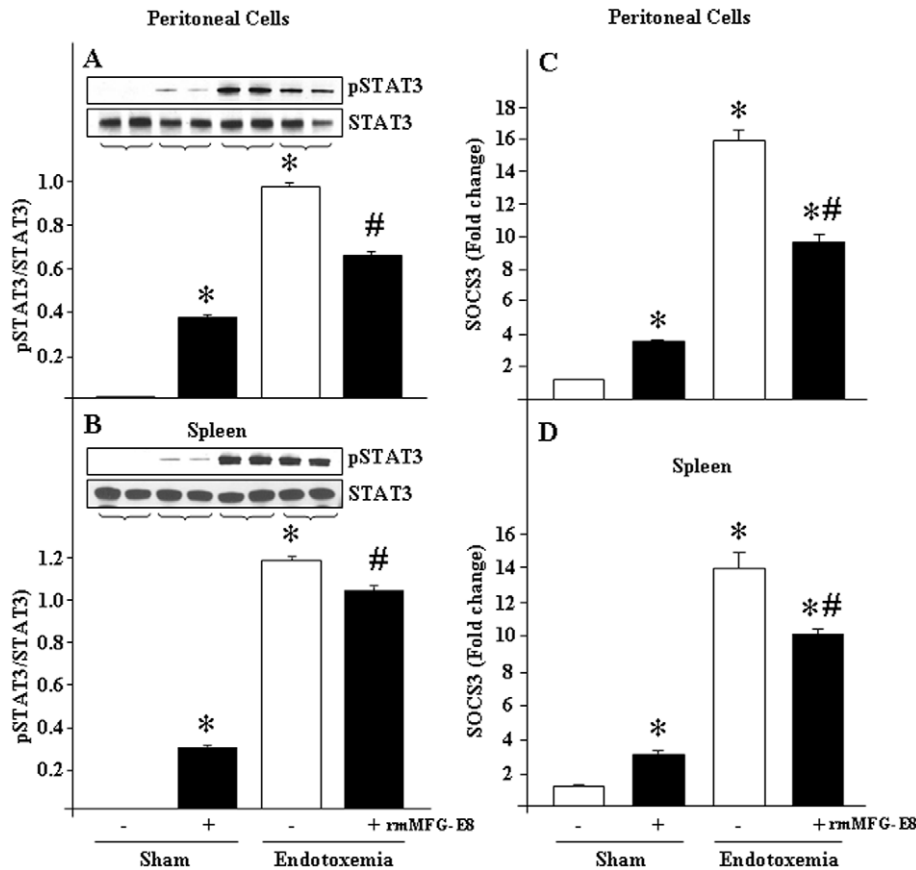 Peritoneal Cells
A
pSTAT3
STAT3
*
*
#
1.0
0.8
0.6
0.4
0.2
pSTAT3/STAT3
Peritoneal Cells
C
18
16
14
12
10
8
6
4
2
SOCS3 (Fold change)
*
*
*#
B
Spleen
pSTAT3
STAT3
*
*
#
1.2
1.0
0.8
0.6
0.4
0.2
pSTAT3/STAT3
- + - + rmMFG-E8
Sham Endotoxemia
D
Spleen
16
14
12
10
8
6
4
2
SOCS3 (Fold change)
*
*
*#
- + - + rmMFG-E8
Sham Endotoxemia